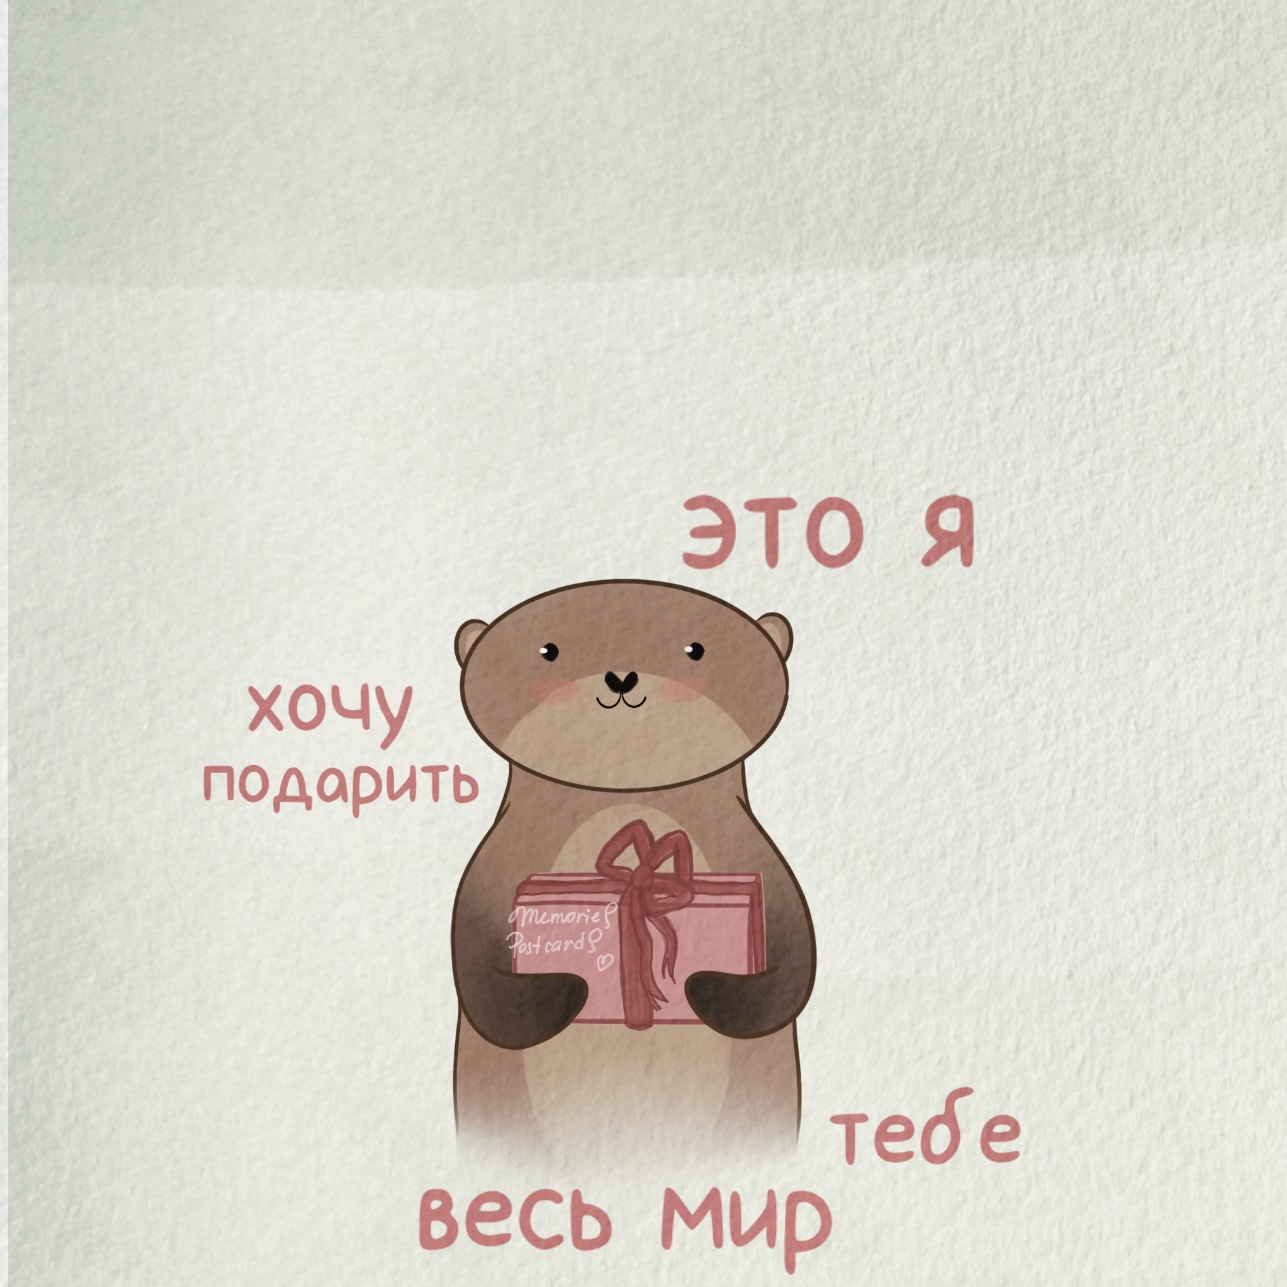 это я
хочу
подарить
Memories
Postcards
тебе
весь мир